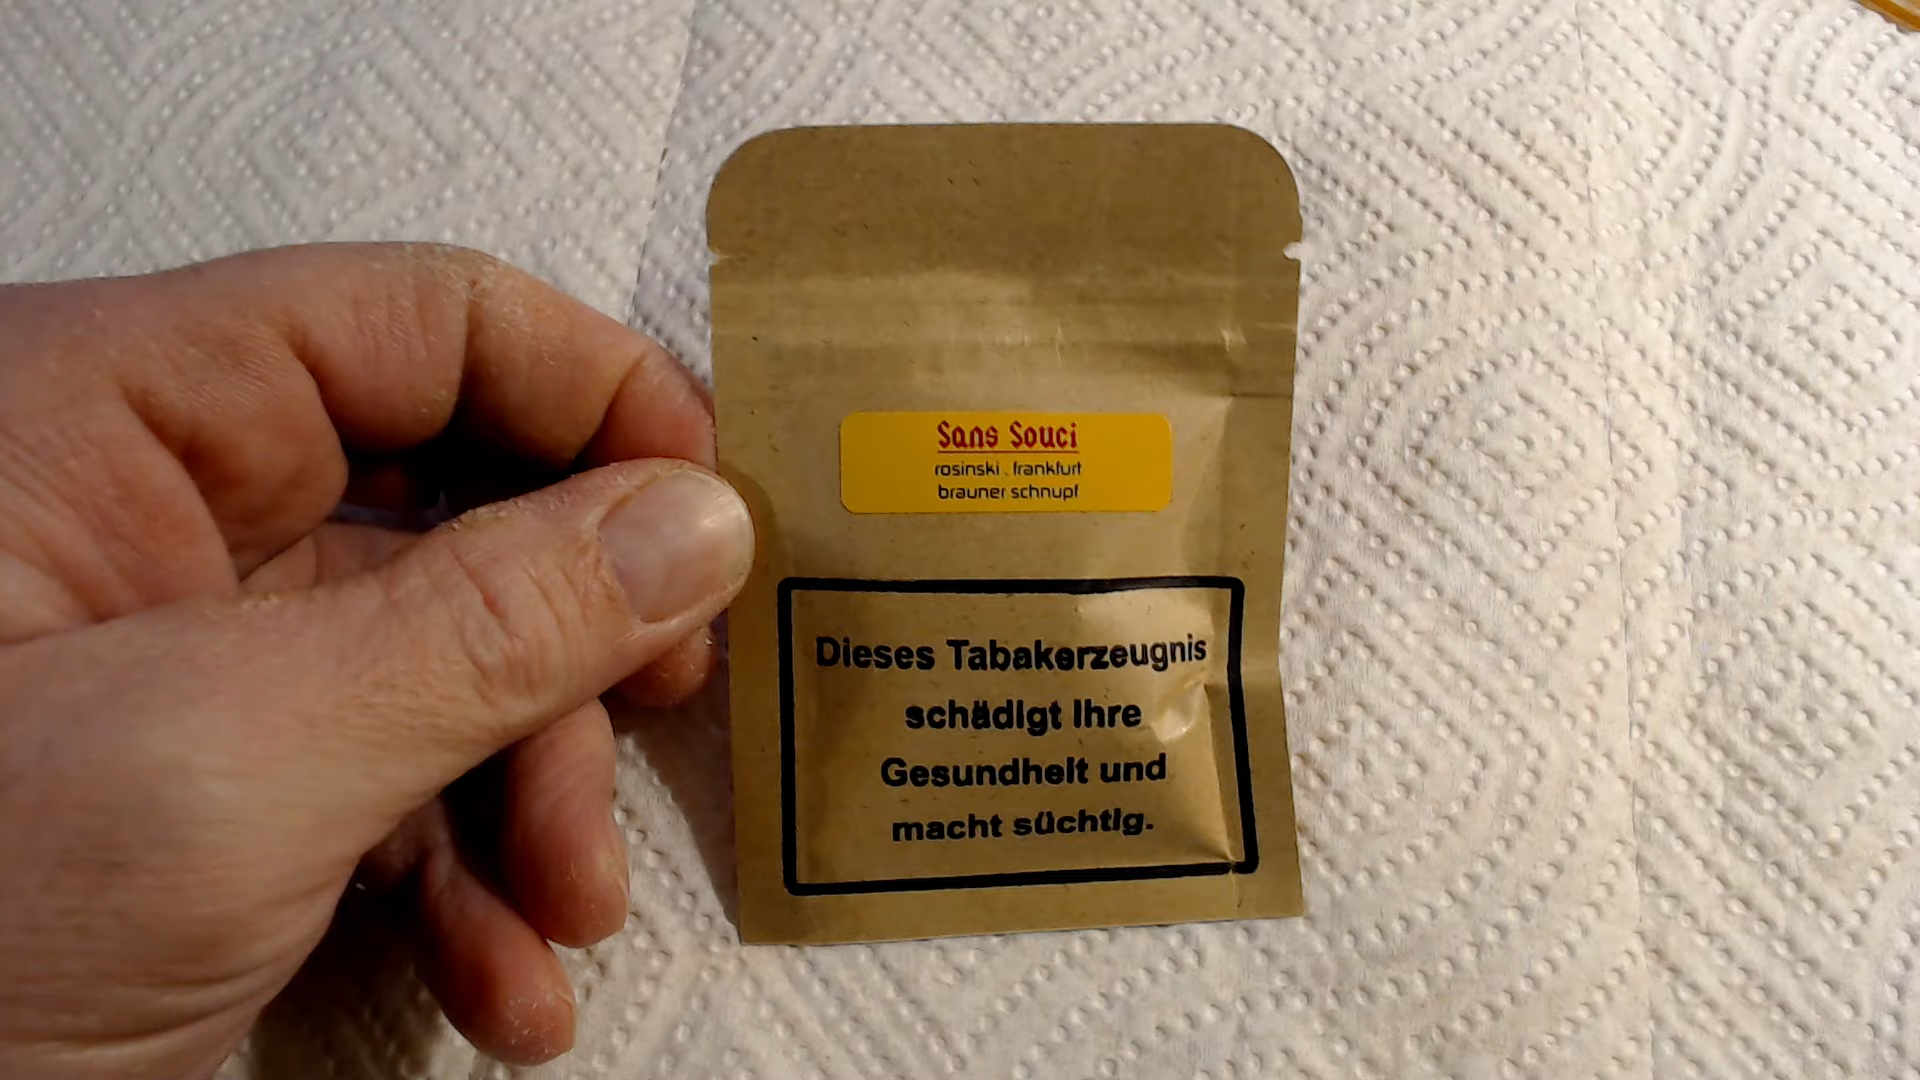 Sans Souci
rosinski . frankfurt
brauner schnupf
Dieses Tabakerzeugnis
schädigt Ihre
Gesundheit und
macht süchtig.